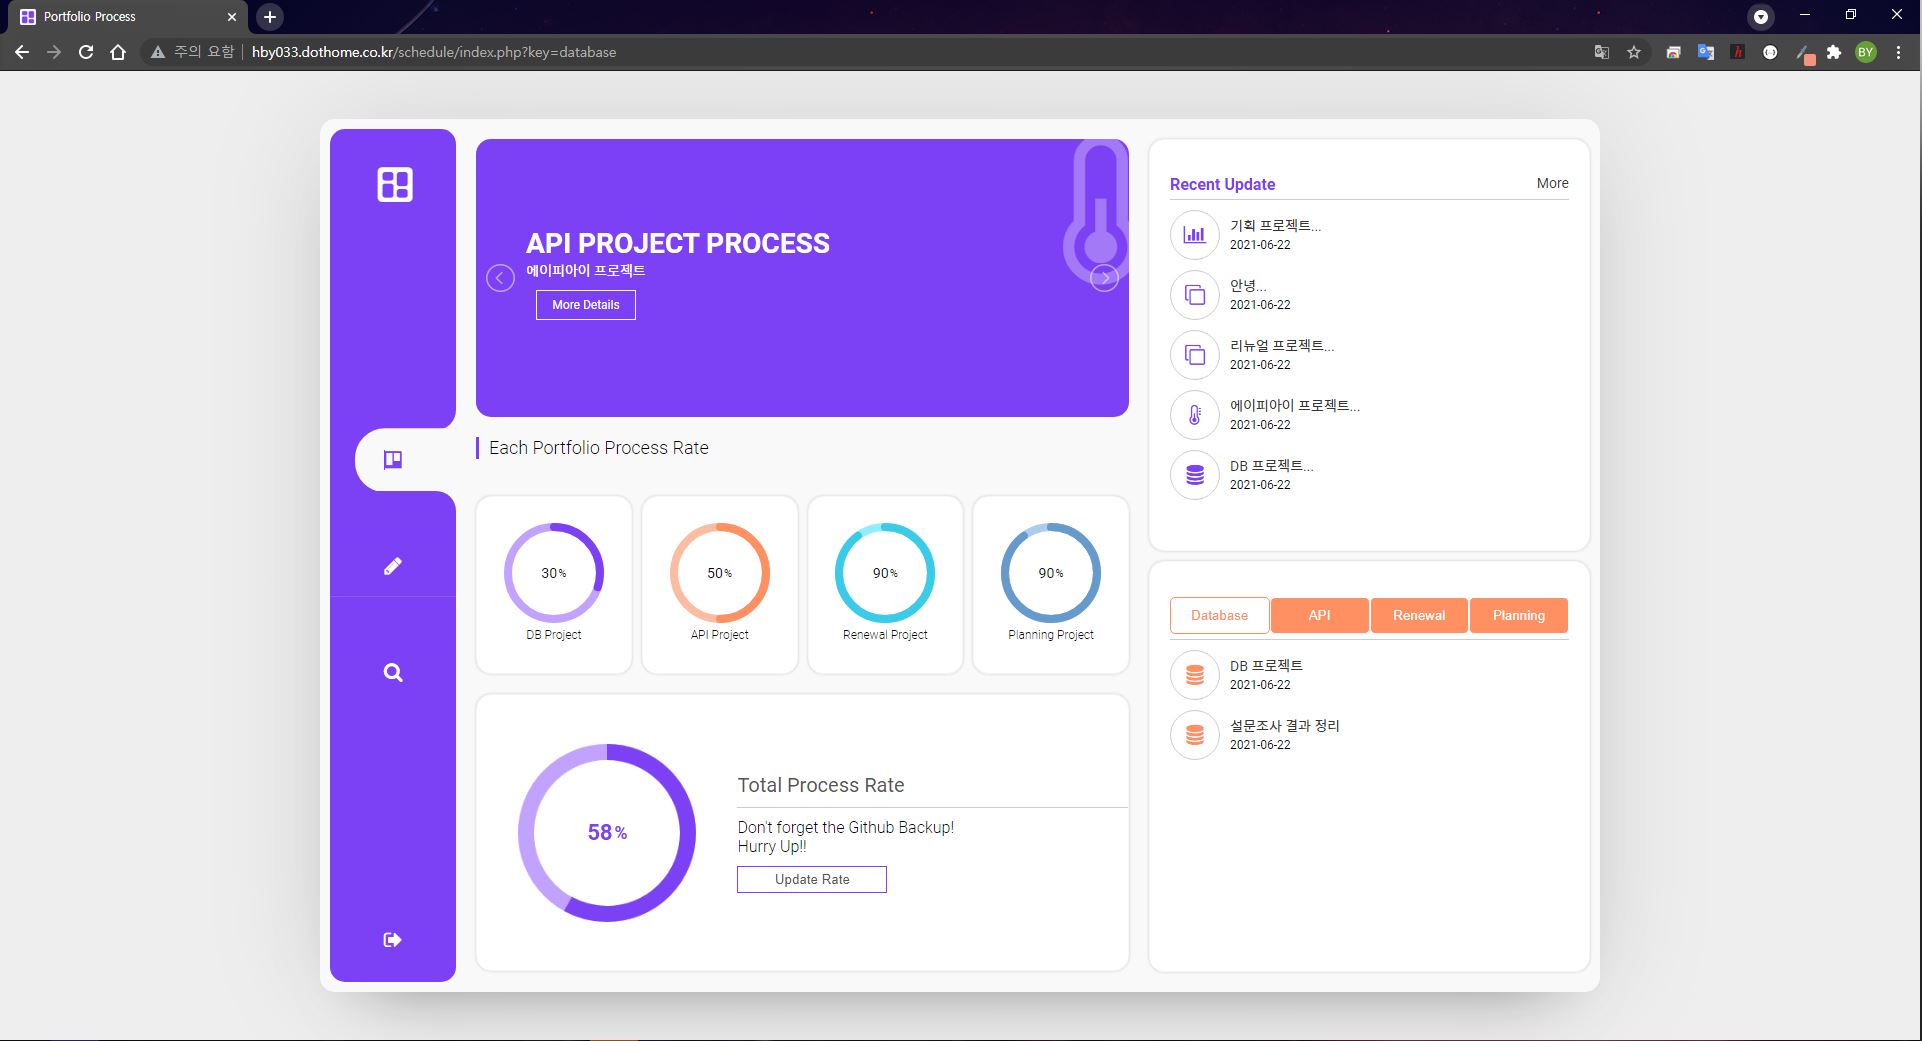 Portfolio Process
주의 요함 hby033.dothome.co.kr/schedule/index.php?key=database
BY
API PROJECT PROCESS
에이피아이 프로젝트
More Details
Each Portfolio Process Rate
30%
DB Project
50%
API Project
90%
Renewal Project
90%
Planning Project
58%
Total Process Rate
Don't forget the Github Backup!
Hurry Up!!
Update Rate
Recent Update More
기획 프로젝트...
2021-06-22
안녕...
2021-06-22
리뉴얼 프로젝트...
2021-06-22
에이피아이 프로젝트...
2021-06-22
DB 프로젝트...
2021-06-22
Database API Renewal Planning
DB 프로젝트
2021-06-22
설문조사 결과 정리
2021-06-22